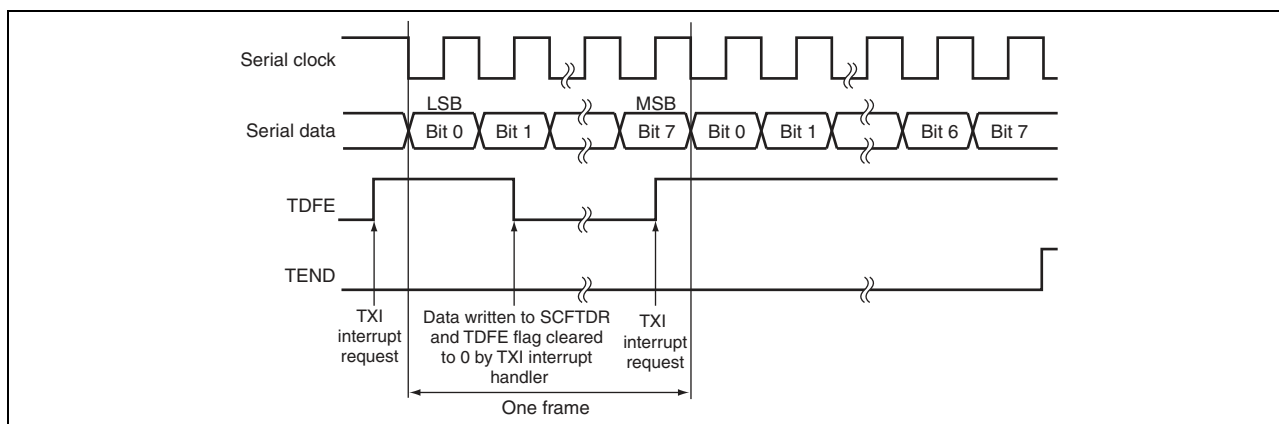 Serial clock
LSB
MSB
Serial data
Bit 0
Bit 1
Bit 7
Bit 0
Bit 1
Bit 6
Bit 7
TDFE
TEND
TXI
interrupt
request
Data written to SCFTDR
and TDFE flag cleared
to 0 by TXI interrupt
handler
TXI
interrupt
request
One frame